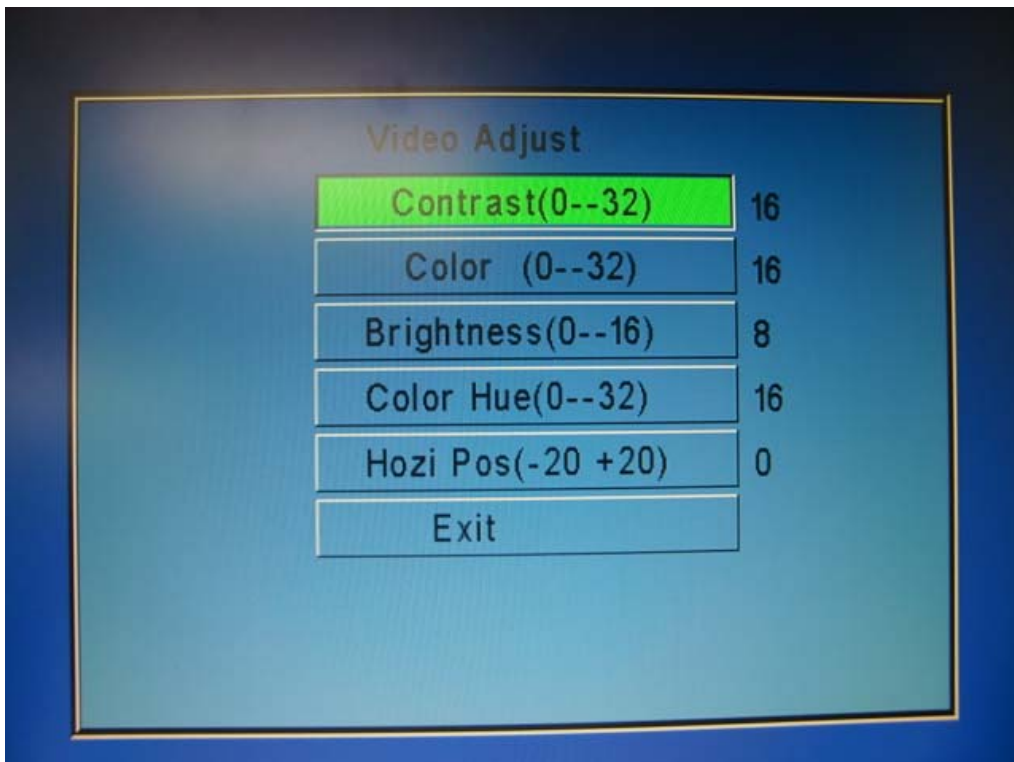 Video Adjust
Contrast(0--32) 16
Color (0--32) 16
Brightness(0--16) 8
Color Hue(0--32) 16
Hozi Pos(-20 +20) 0
Exit